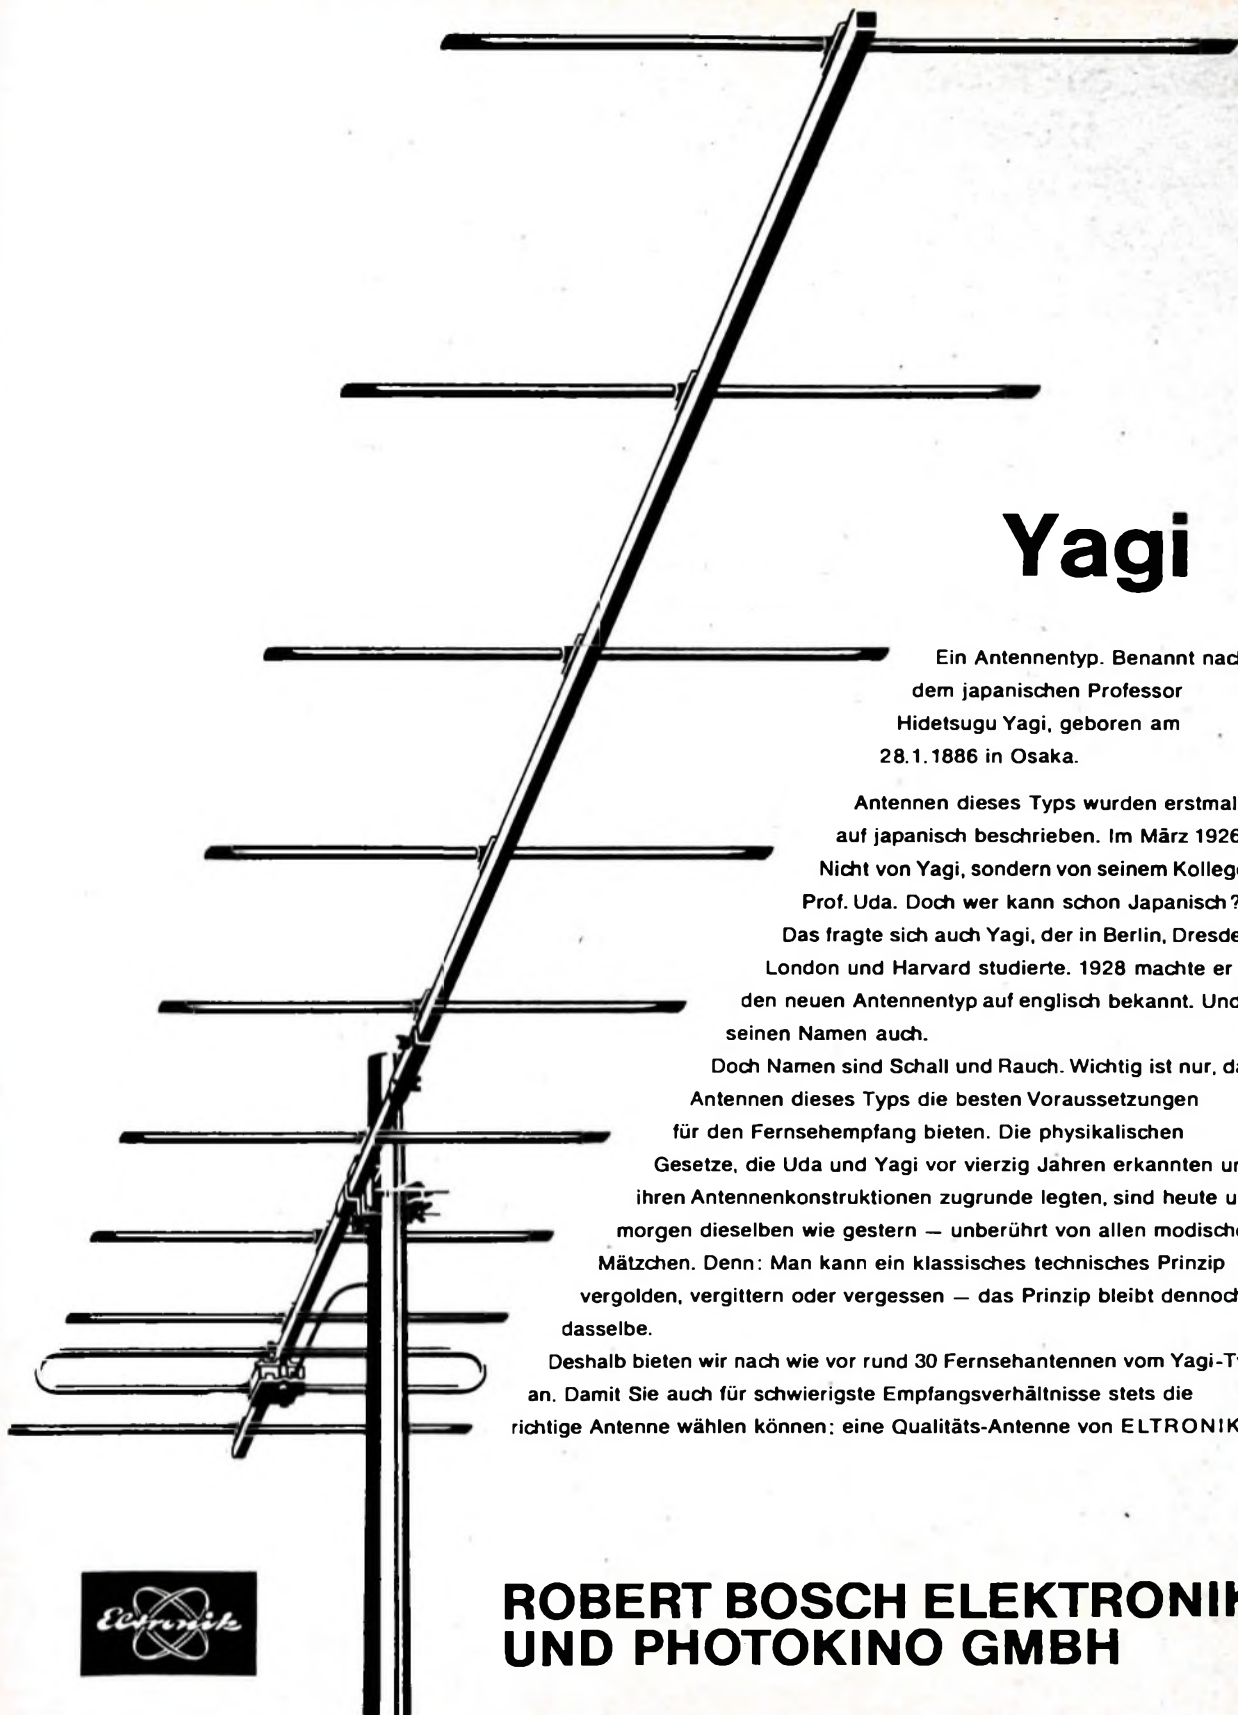 Yagi
Ein Antennentyp. Benannt nach
dem japanischen Professor
Hidetsugu Yagi, geboren am
28.1.1886 in Osaka.
Antennen dieses Typs wurden erstmal
auf japanisch beschrieben. Im März 1926
Nicht von Yagi, sondern von seinem Kolleg
Prof. Uda. Doch wer kann schon Japanisch?
Das fragte sich auch Yagi, der in Berlin, Dresde
London und Harvard studierte. 1928 machte er
den neuen Antennentyp auf englisch bekannt. Und
seinen Namen auch.
Doch Namen sind Schall und Rauch. Wichtig ist nur, da
Antennen dieses Typs die besten Voraussetzungen
für den Fernsehempfang bieten. Die physikalischen
Gesetze, die Uda und Yagi vor vierzig Jahren erkannten u
ihren Antennenkonstruktionen zugrunde legten, sind heute u
morgen dieselben wie gestern — unberührt von allen modische
Mätzchen. Denn: Man kann ein klassisches technisches Prinzip
vergolden, vergittern oder vergessen — das Prinzip bleibt dennoch
dasselbe.
Deshalb bieten wir nach wie vor rund 30 Fernsehantennen vom Yagi-T
an. Damit Sie auch für schwierigste Empfangsverhältnisse stets die
richtige Antenne wählen können: eine Qualitäts-Antenne von ELTRONIK
Eltronik
ROBERT BOSCH ELEKTRONIK
UND PHOTOKINO GMBH